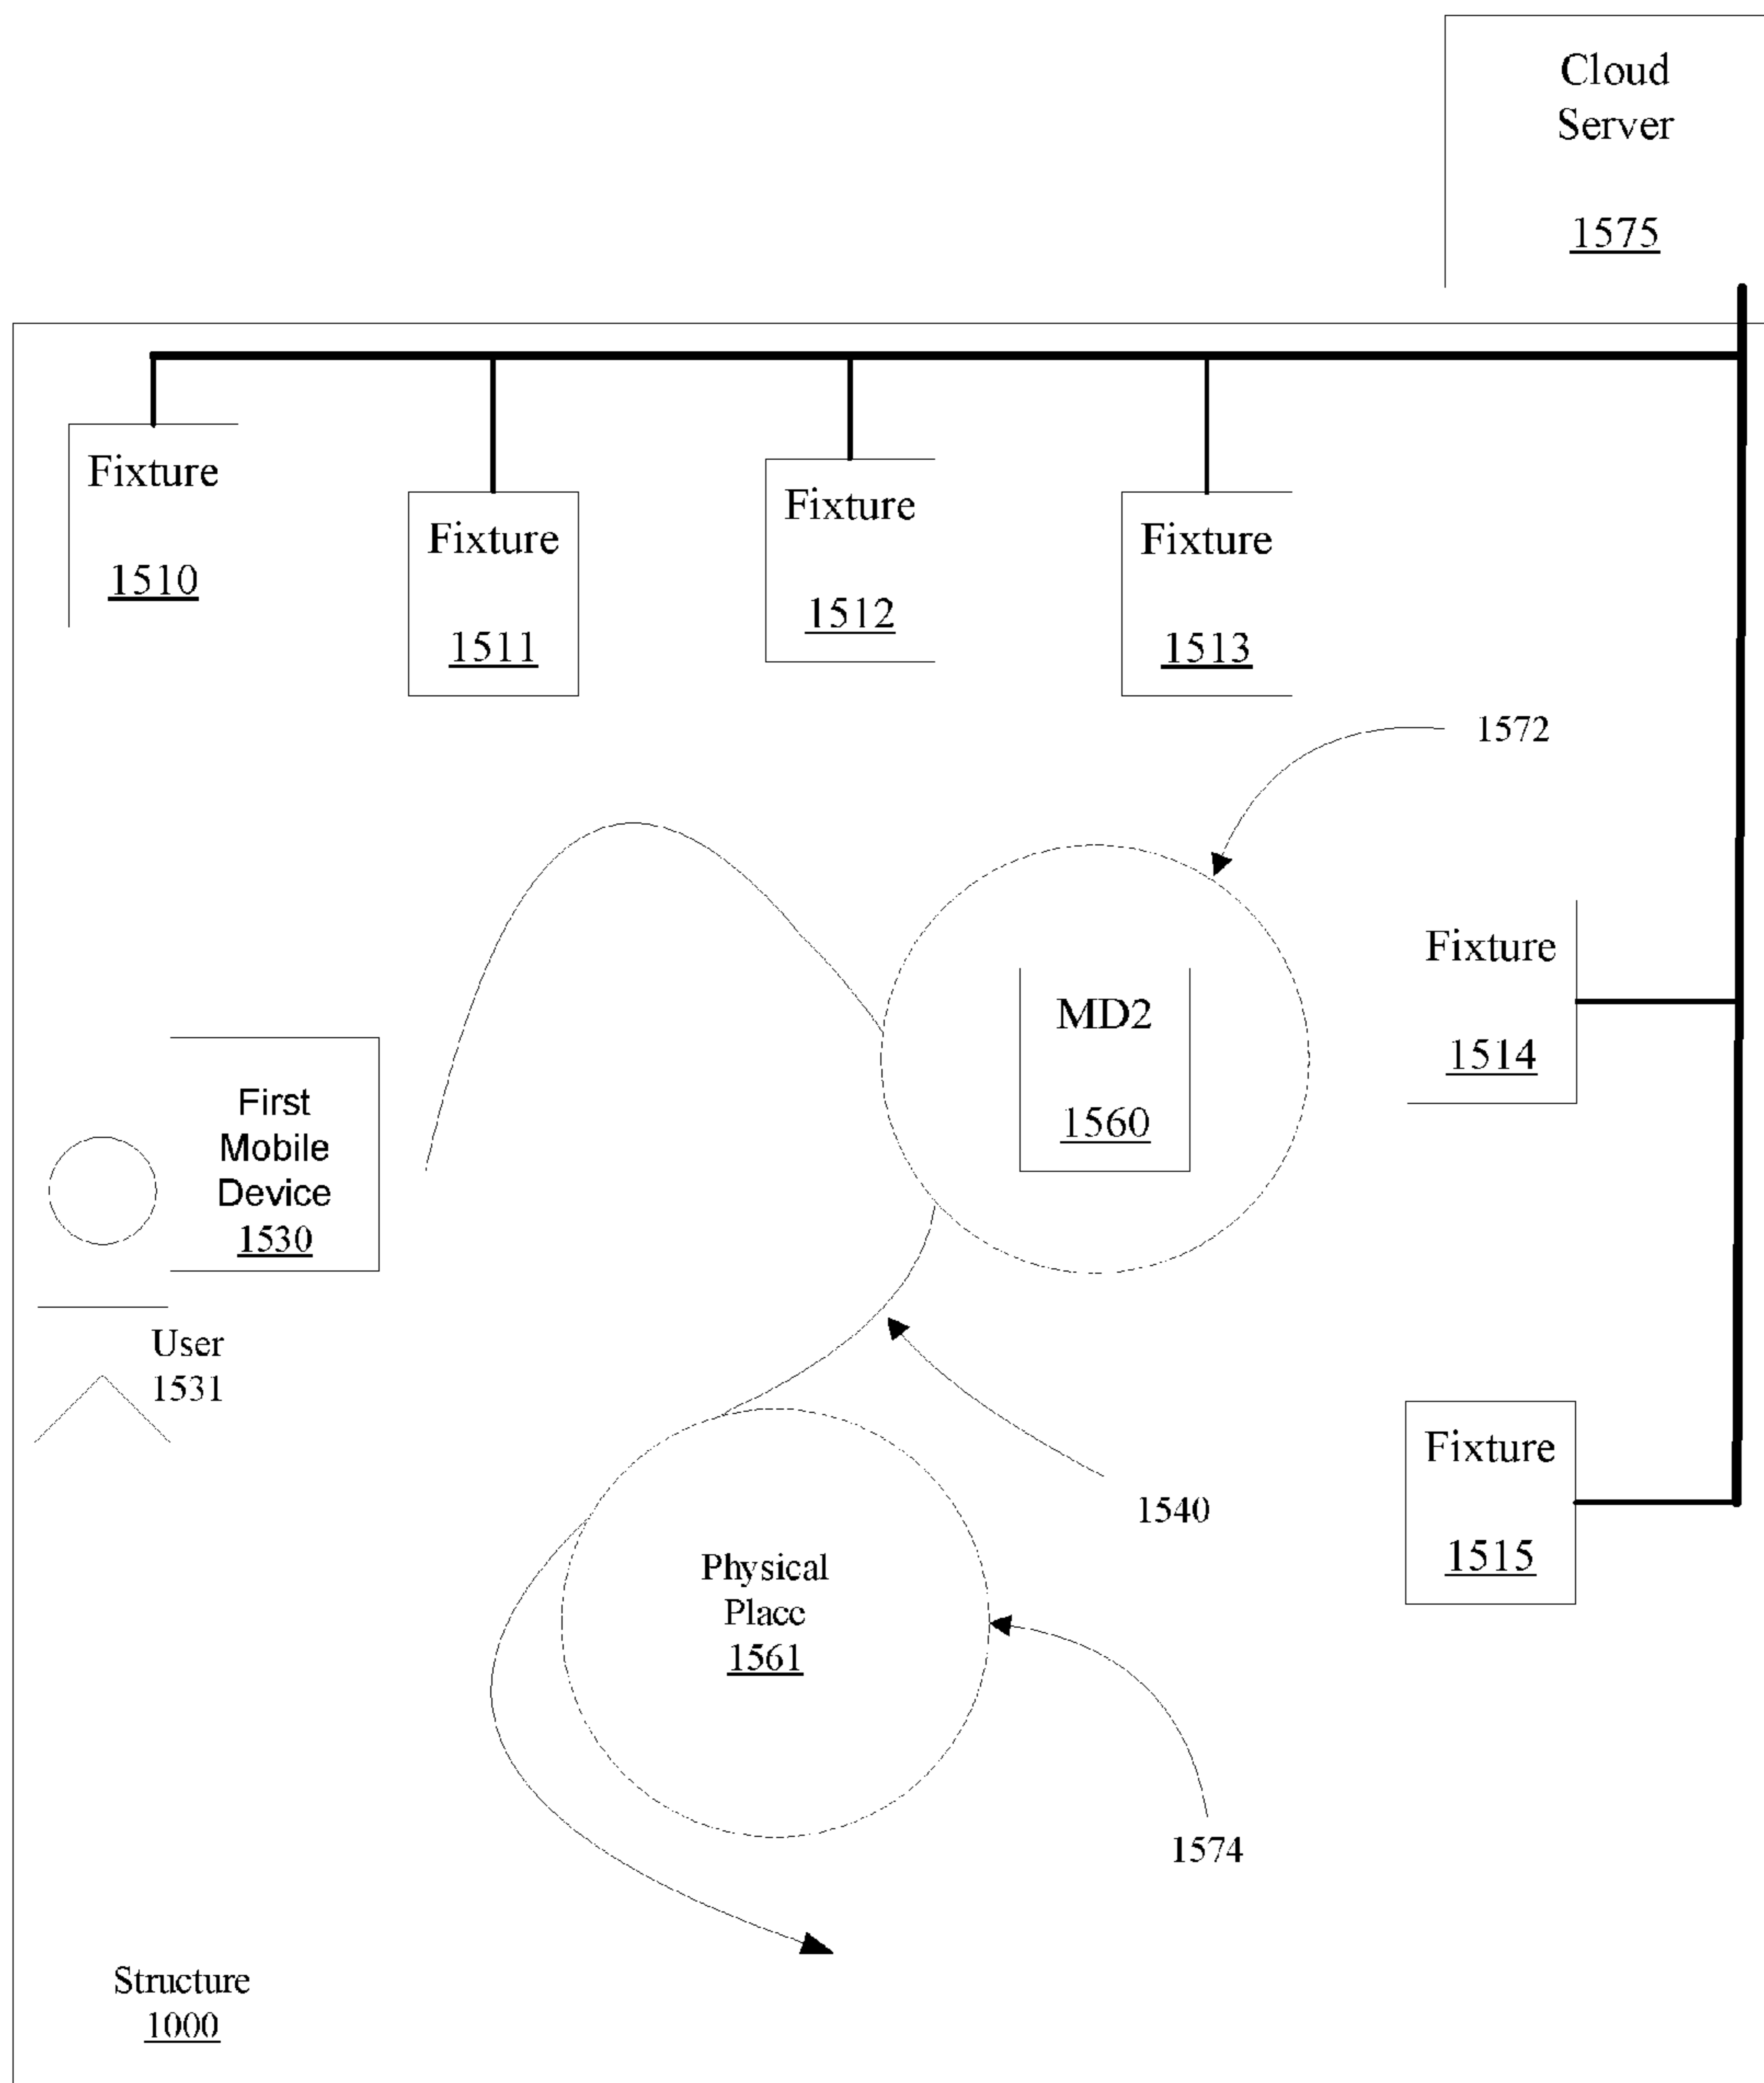 Cloud
Server
1575
Fixture
1510
Fixture
1511
Fixture
1512
Fixture
1513
1572
Fixture
1514
MD2
1560
First
Mobile
Device
1530
User
1531
1540
Fixture
1515
Physical
Place
1561
1574
Structure
1000